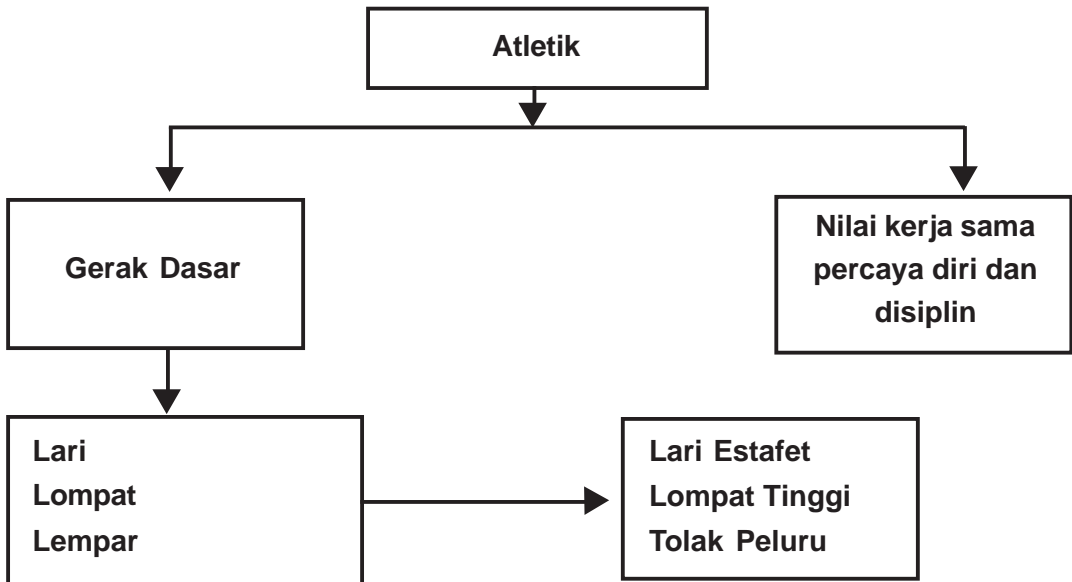 Atletik
Gerak Dasar
Nilai kerja sama
percaya diri dan
disiplin
Lari
Lompat
Lempar
Lari Estafet
Lompat Tinggi
Tolak Peluru